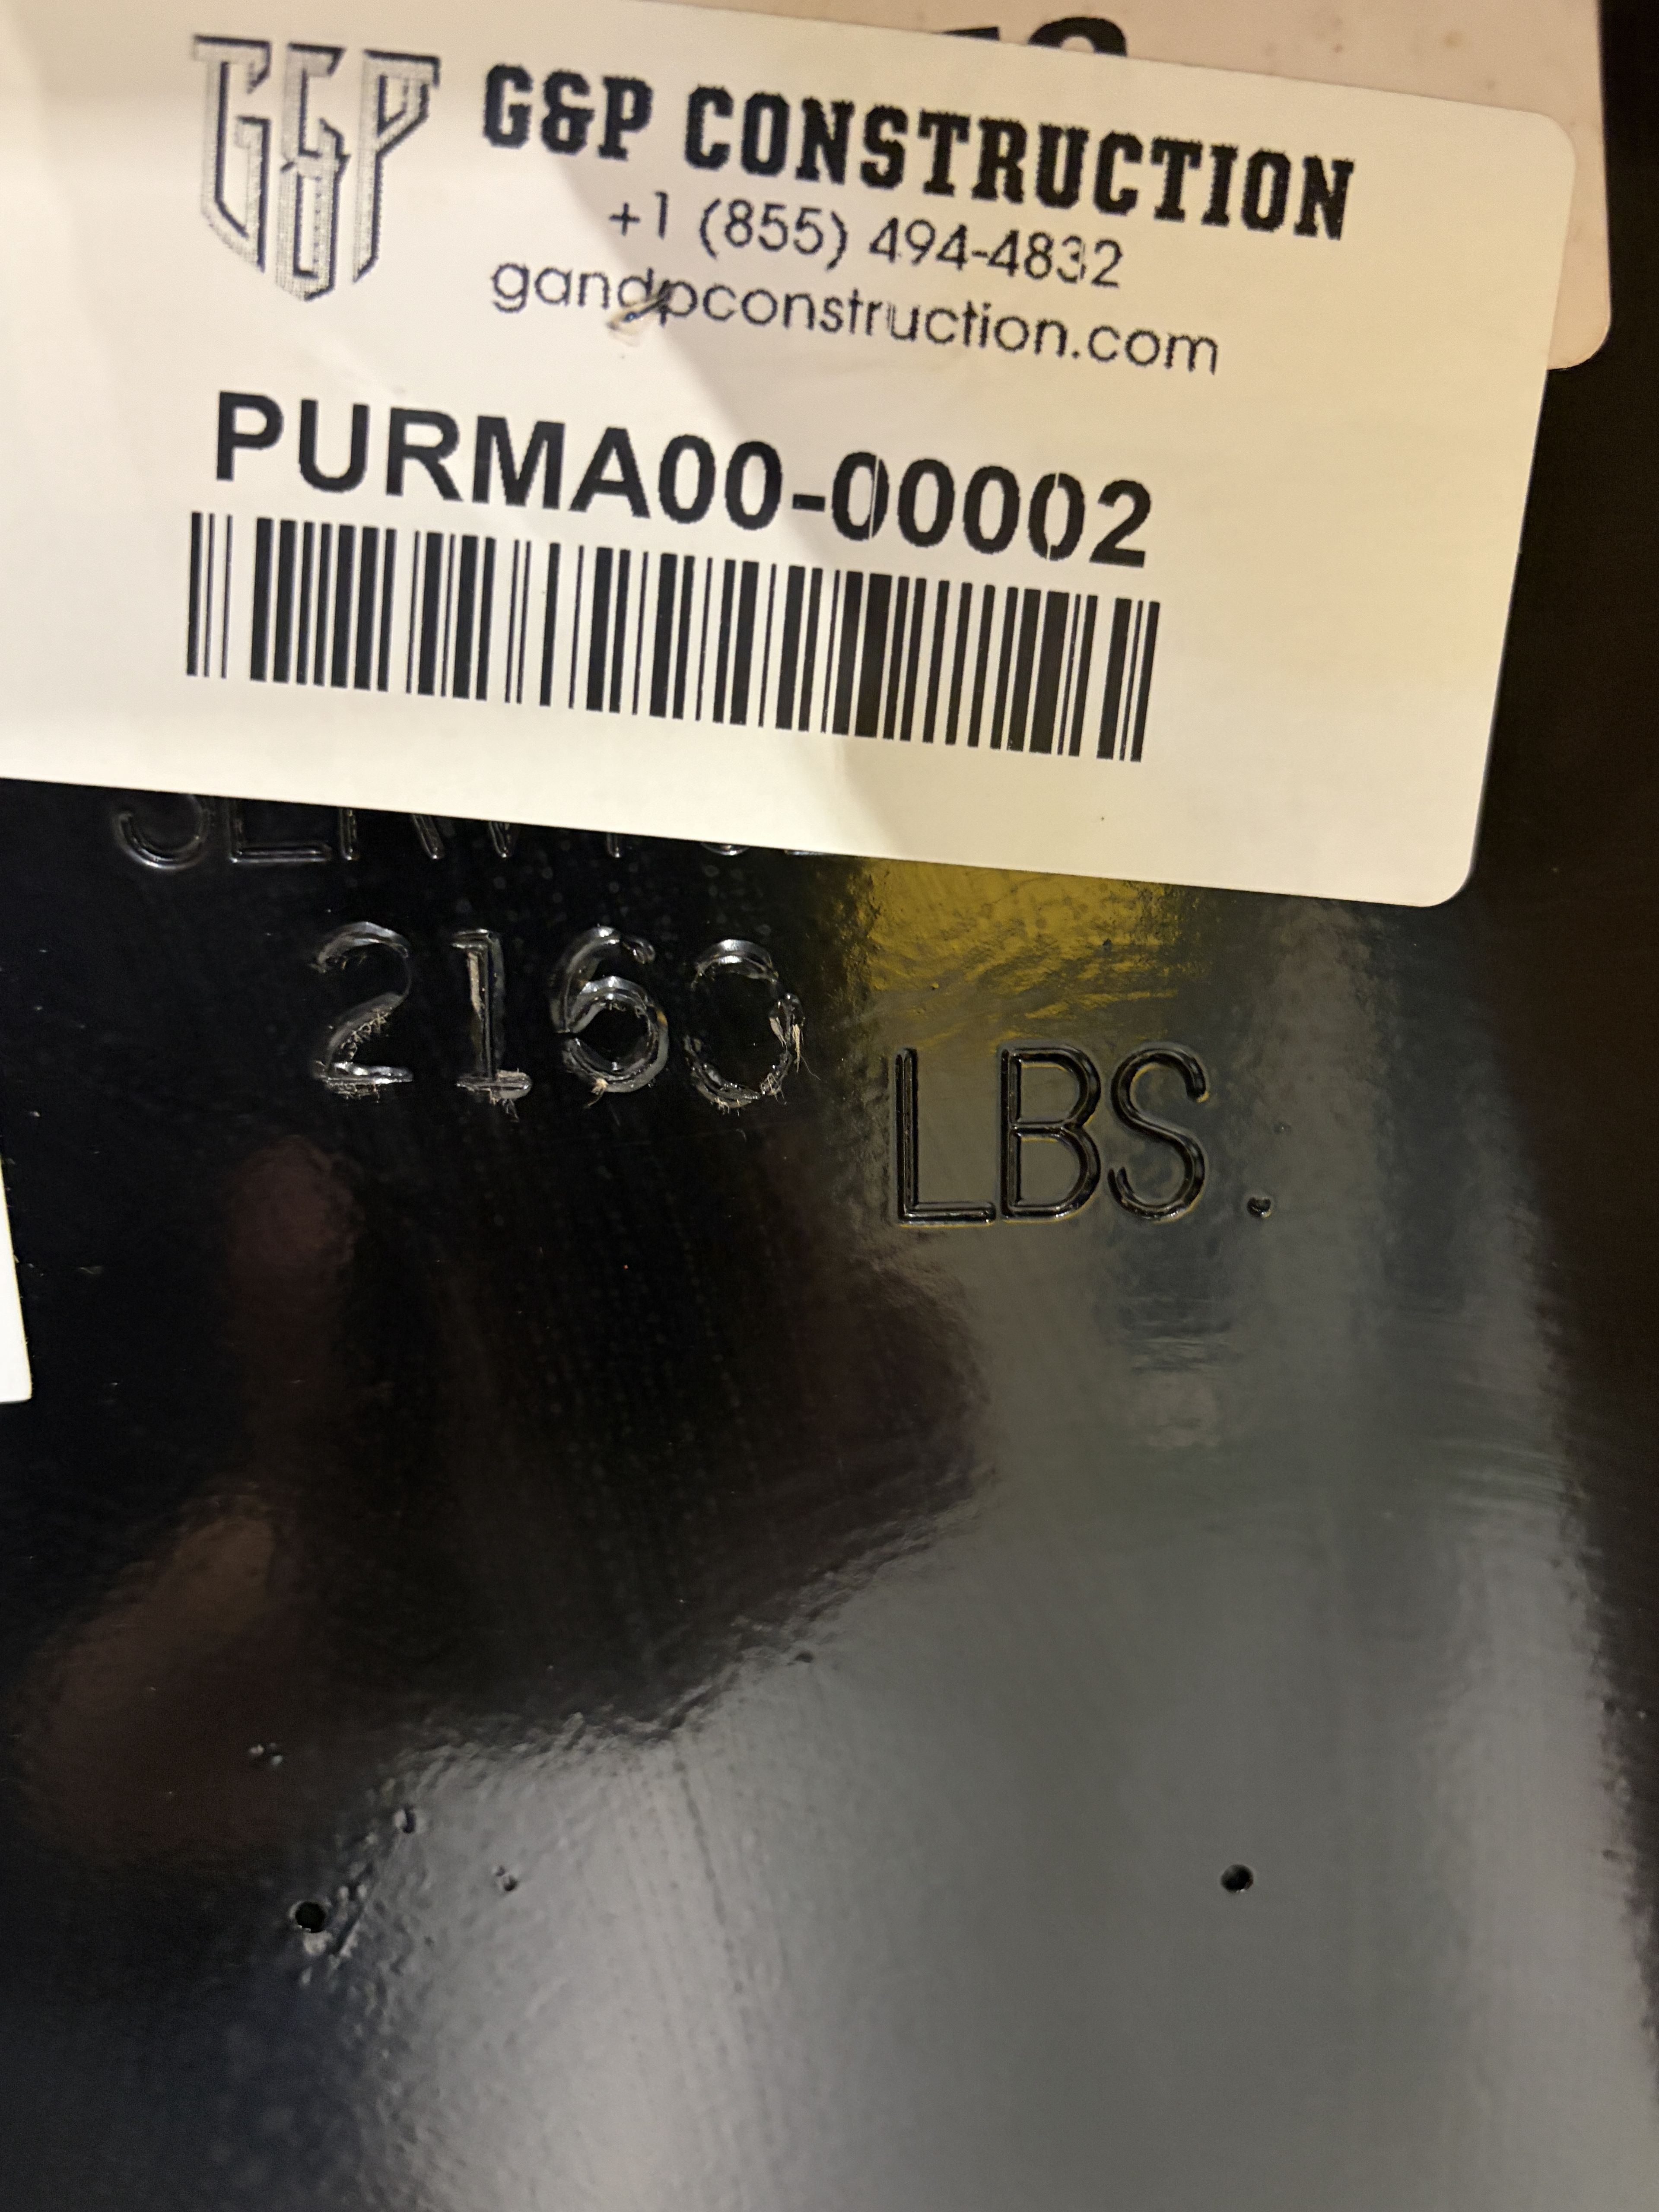 G&P G&P CONSTRUCTION
+1 (855) 494-4832
gandpconstruction.com
PURMA00-00002
2160 LBS.